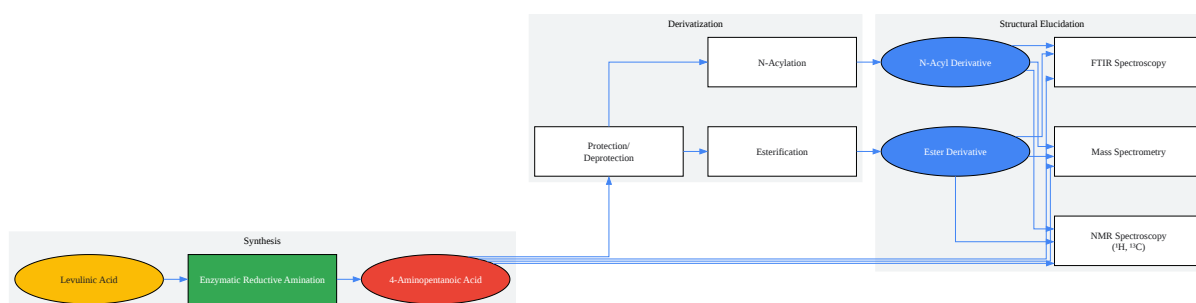 Derivatization
Structural Elucidation
N-Acylation
N-Acyl Derivative
FTIR Spectroscopy
Protection/
Deprotection
Esterification
Ester Derivative
Mass Spectrometry
NMR Spectroscopy
(¹H, ¹³C)
Synthesis
Levulinic Acid
Enzymatic Reductive Amination
4-Aminopentanoic Acid